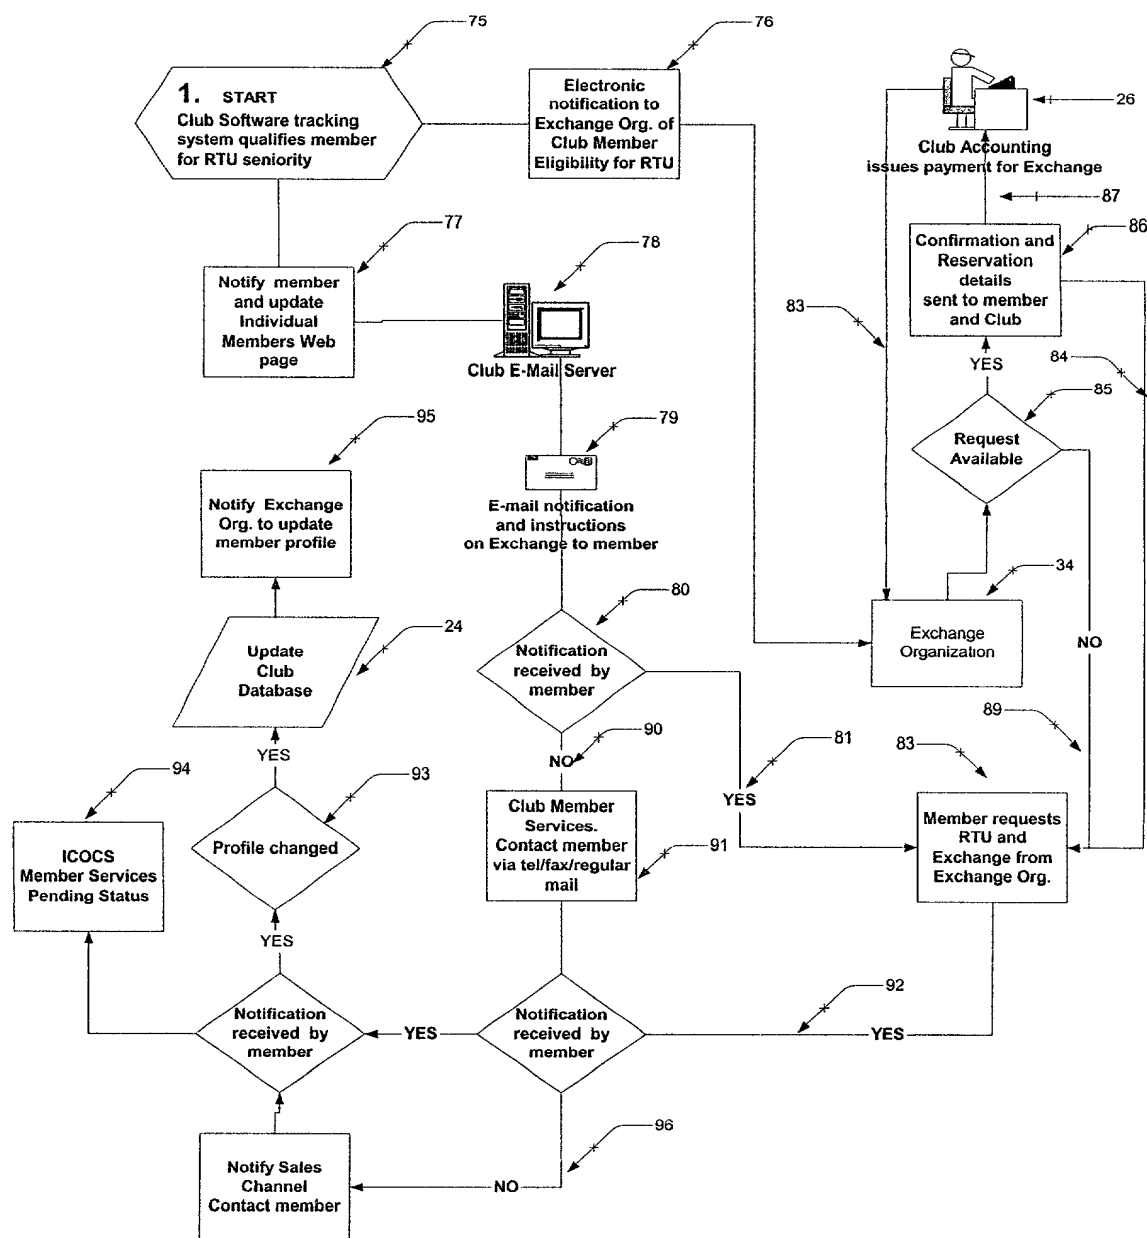 75
76
1. START
Club Software tracking
system qualifies member
for RTU seniority
Electronic
notification to
Exchange Org. of
Club Member
Eligibility for RTU
26
Club Accounting
issues payment for Exchange
87
77
78
86
Notify member
and update
Individual
Members Web
page
Confirmation and
Reservation
details
sent to member
and Club
83
Club E-Mail Server
YES
84
85
95
79
Request
Available
Notify Exchange
Org. to update
member profile
E-mail notification
and instructions
on Exchange to member
34
80
24
Update
Club
Database
Notification
received by
member
Exchange
Organization
NO
89
90
81
83
YES
94
93
NO
YES
Club Member
Services.
Contact member
via tel/fax/regular
mail
91
Member requests
RTU and
Exchange from
Exchange Org.
Profile changed
ICOCS
Member Services
Pending Status
YES
92
Notification
received by
member
YES
Notification
received by
member
YES
96
Notify Sales
Channel
Contact member
NO